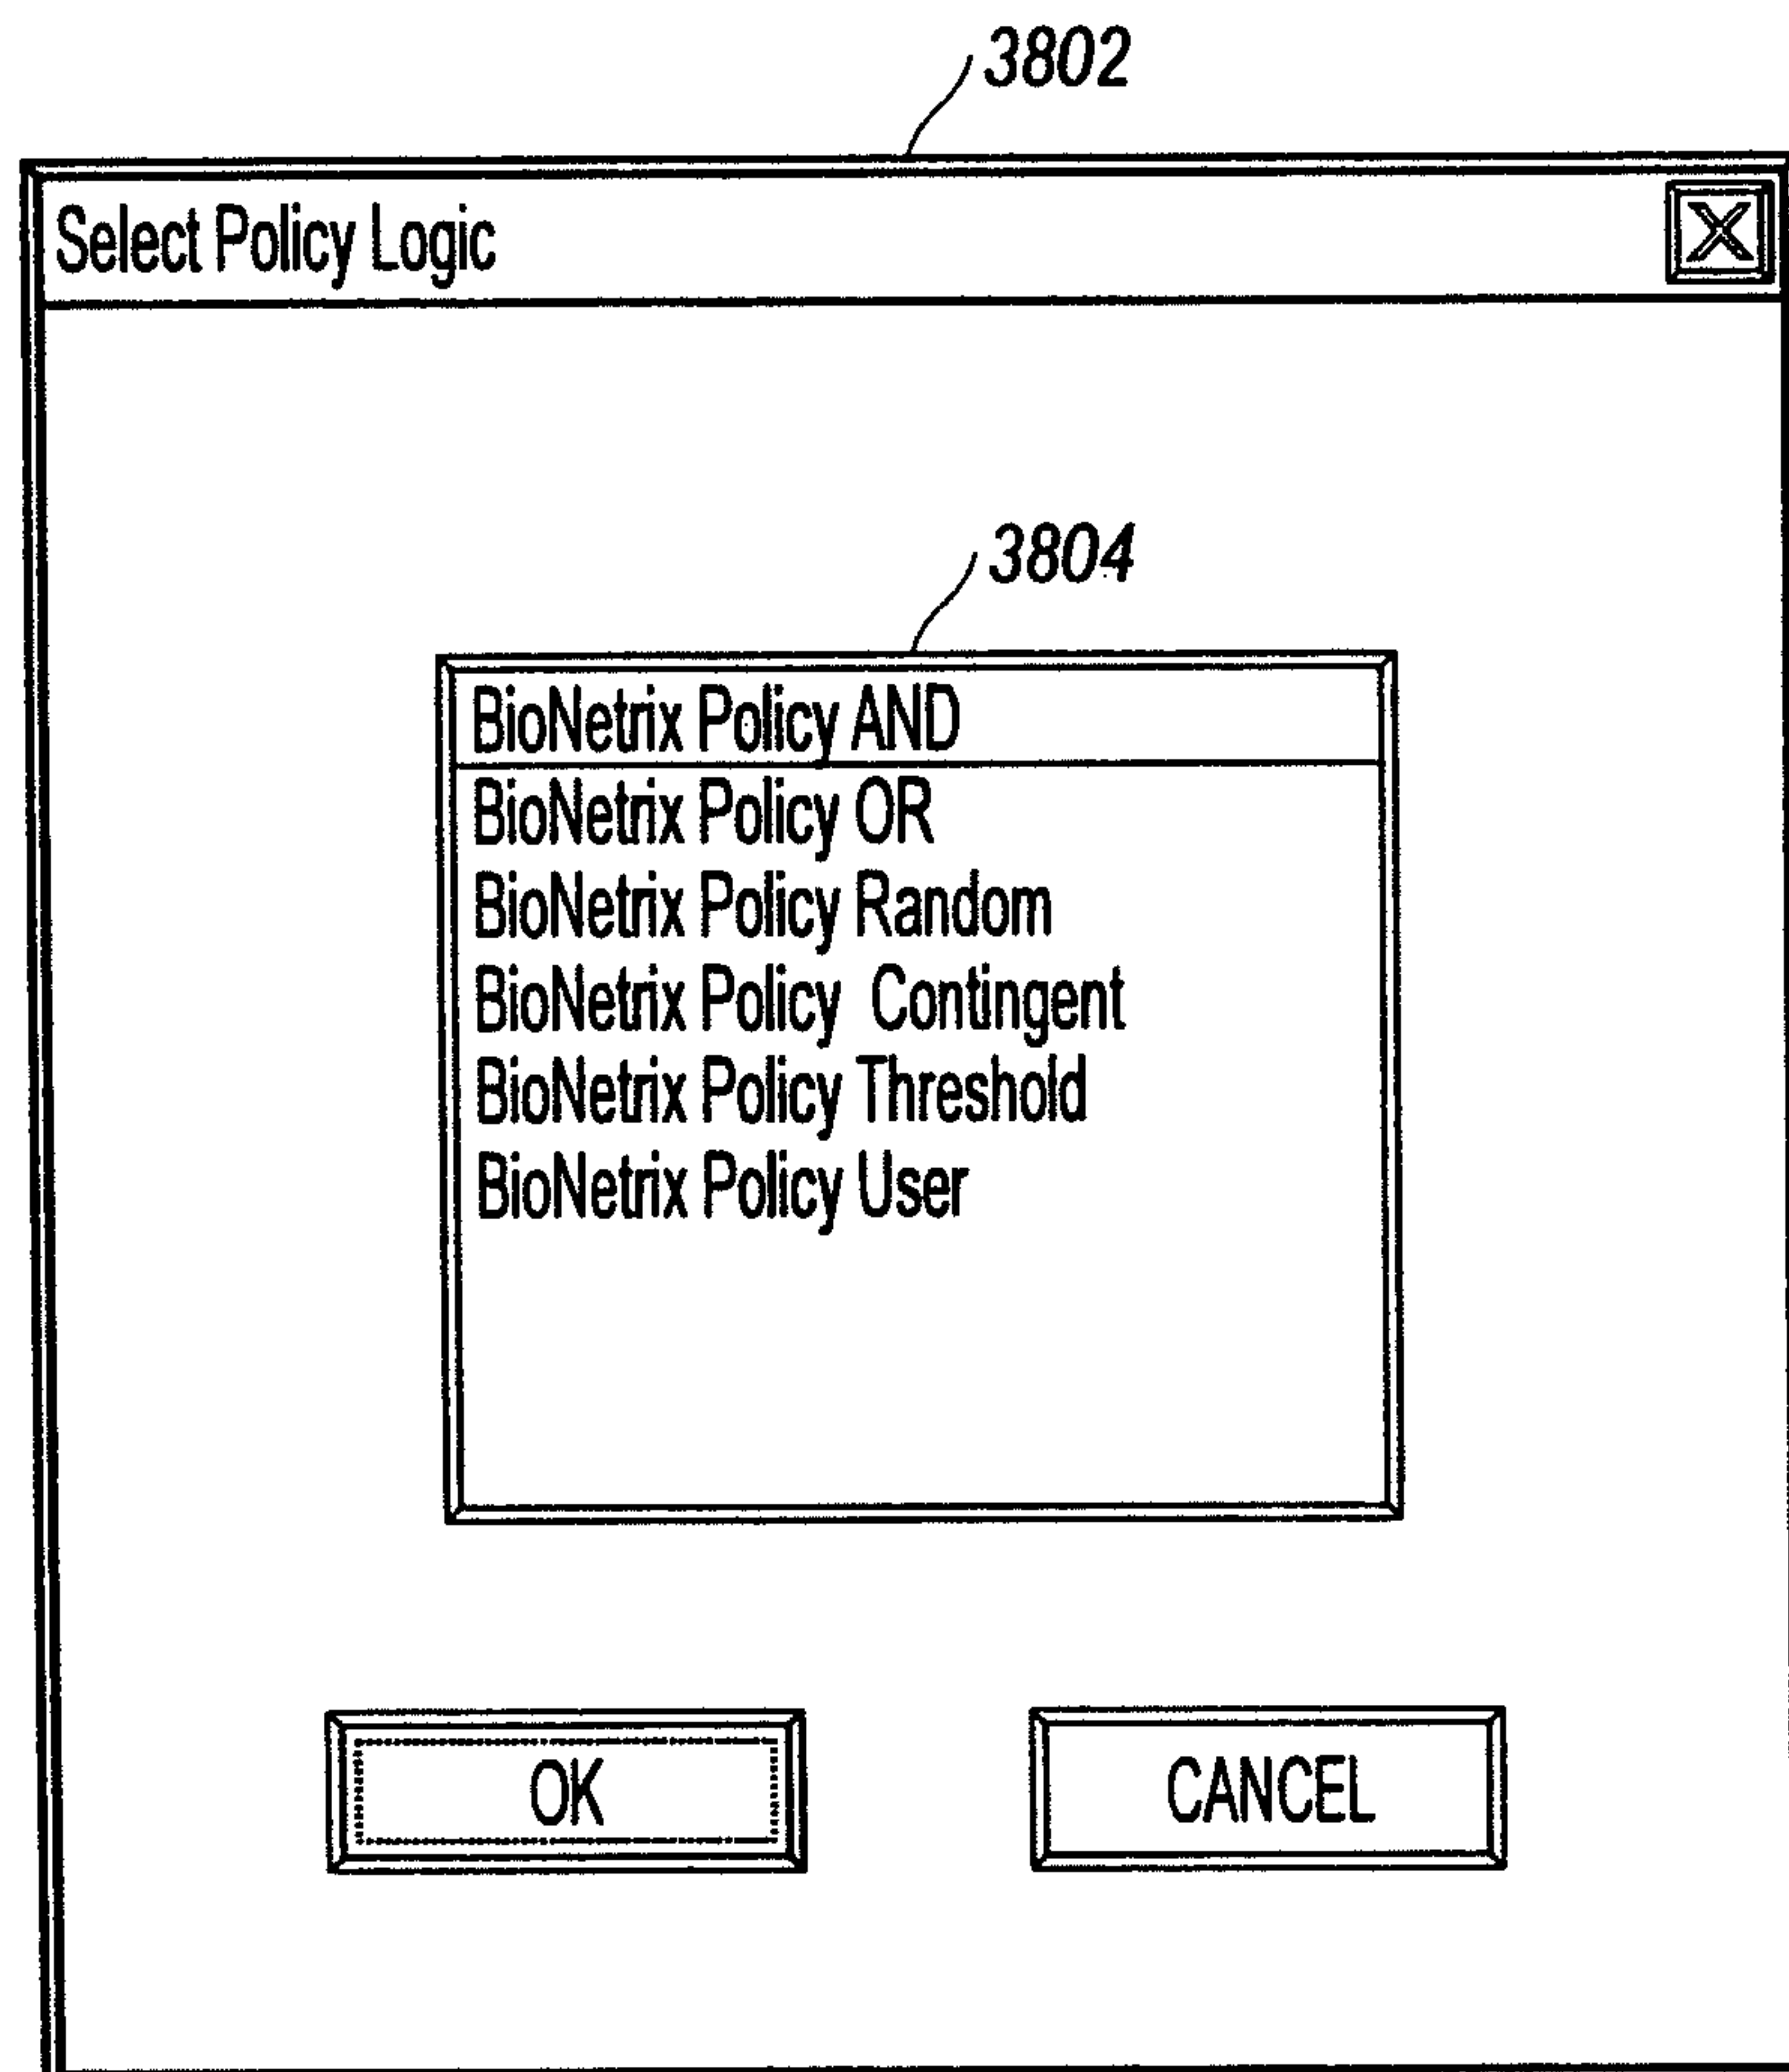 3802
Select Policy Logic X
3804
BioNetrix Policy AND
BioNetrix Policy OR
BioNetrix Policy Random
BioNetrix Policy Contingent
BioNetrix Policy Threshold
BioNetrix Policy User
OK CANCEL